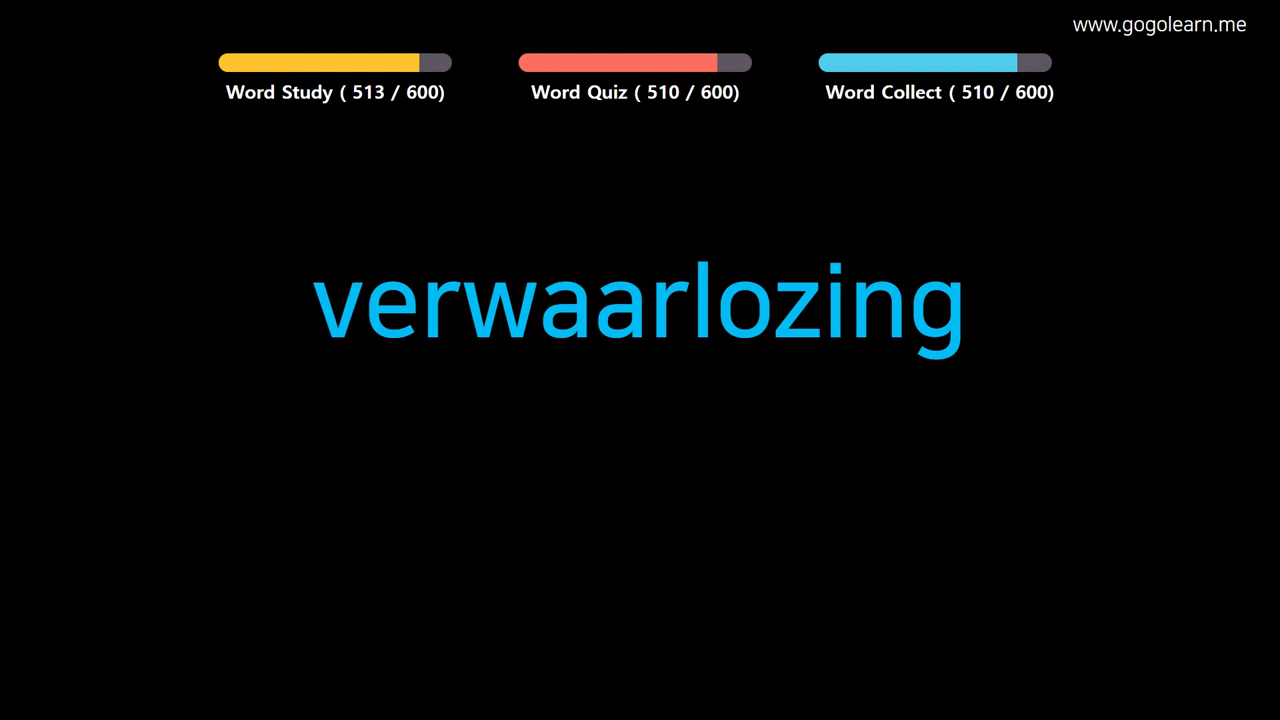 www.gogolearn.me
Word Study ( 513 / 600)
Word Quiz ( 510 / 600)
Word Collect ( 510 / 600)
verwaarlozing